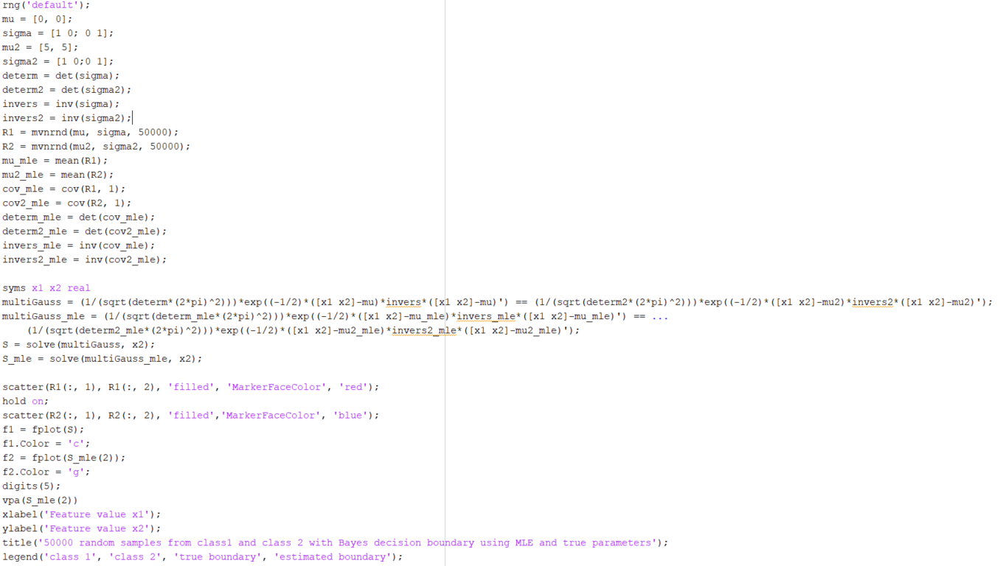 rng('default');
mu = [0, 0];
sigma = [1 0; 0 1];
mu2 = [5, 5];
sigma2 = [1 0;0 1];
determ = det(sigma);
determ2 = det(sigma2);
invers = inv(sigma);
invers2 = inv(sigma2);
R1 = mvnrnd(mu, sigma, 50000);
R2 = mvnrnd(mu2, sigma2, 50000);
mu_mle = mean(R1);
mu2_mle = mean(R2);
cov_mle = cov(R1, 1);
cov2_mle = cov(R2, 1);
determ_mle = det(cov_mle);
determ2_mle = det(cov2_mle);
invers_mle = inv(cov_mle);
invers2_mle = inv(cov2_mle);
syms x1 x2 real
multiGauss = (1/(sqrt(determ*(2*pi)^2)))*exp((-1/2)*([x1 x2]-mu)*invers*([x1 x2]-mu)') == (1/(sqrt(determ2*(2*pi)^2)))*exp((-1/2)*([x1 x2]-mu2)*invers2*([x1 x2]-mu2)');
multiGauss_mle = (1/(sqrt(determ_mle*(2*pi)^2)))*exp((-1/2)*([x1 x2]-mu_mle)*invers_mle*([x1 x2]-mu_mle)') == ...
(1/(sqrt(determ2_mle*(2*pi)^2)))*exp((-1/2)*([x1 x2]-mu2_mle)*invers2_mle*([x1 x2]-mu2_mle)');
S = solve(multiGauss, x2);
S_mle = solve(multiGauss_mle, x2);
scatter(R1(:, 1), R1(:, 2), 'filled', 'MarkerFaceColor', 'red');
hold on;
scatter(R2(:, 1), R2(:, 2), 'filled','MarkerFaceColor', 'blue');
f1 = fplot(S);
f1.Color = 'c';
f2 = fplot(S_mle(2));
f2.Color = 'g';
digits(5);
vpa(S_mle(2))
xlabel('Feature value x1');
ylabel('Feature value x2');
title('50000 random samples from class1 and class 2 with Bayes decision boundary using MLE and true parameters');
legend('class 1', 'class 2', 'true boundary', 'estimated boundary');